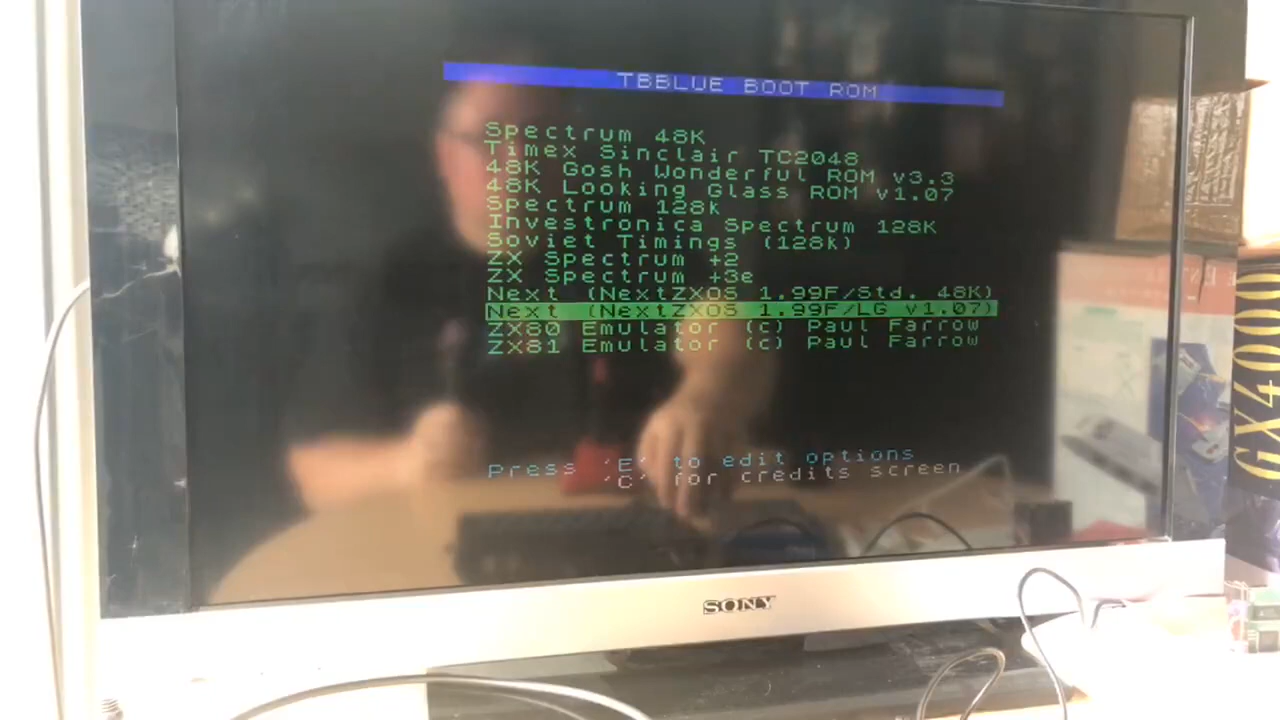 TBBLUE BOOT ROM
Spectrum 48K
Timex Sinclair TC2048
48K Gosh Wonderful ROM v3.3
48K Looking Glass ROM v1.07
Spectrum 128k
Investronica Spectrum 128K
Soviet Timings (128k)
ZX Spectrum +2
ZX Spectrum +3e
Next (NextZXOS 1.99F/Std. 48K)
Next (NextZXOS 1.99F/LG v1.07)
ZX80 Emulator (c) Paul Farrow
ZX81 Emulator (c) Paul Farrow
Press 'E' to edit options
'C' for credits screen
SONY
GX4000